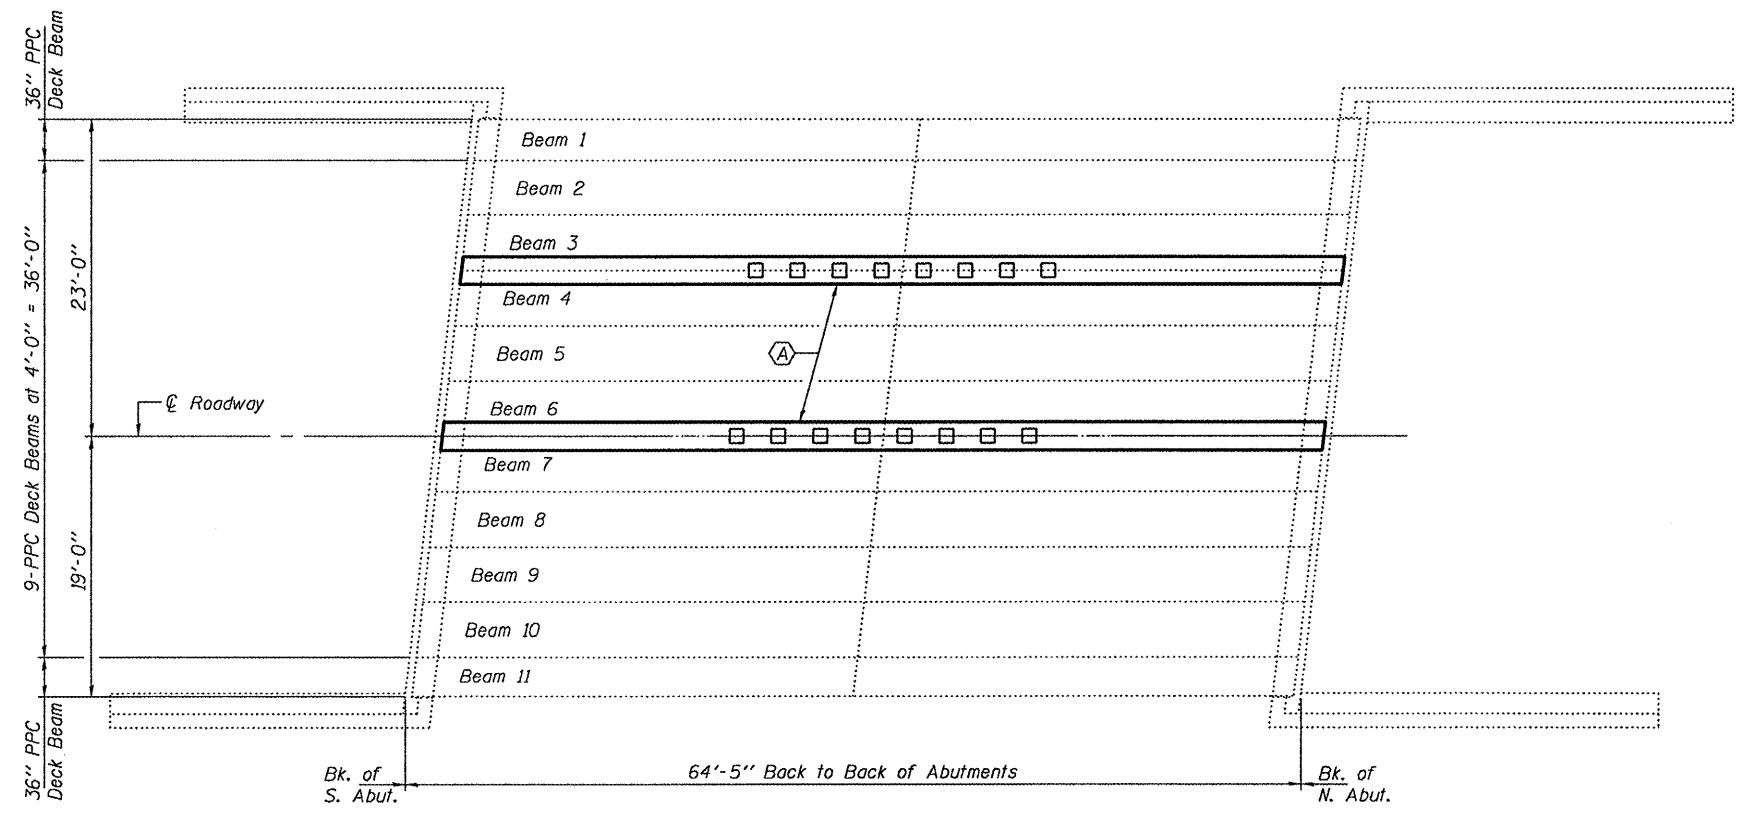 36" PPC
Deck Beam
9-PPC Deck Beams at 4'-0" = 36'-0"
23'-0"
19'-0"
36" PPC
Deck Beam
Beam 1
Beam 2
Beam 3
Beam 4
A
Beam 5
℄ Roadway
Beam 6
Beam 7
Beam 8
Beam 9
Beam 10
Beam 11
Bk. of
S. Abut.
64'-5" Back to Back of Abutments
Bk. of
N. Abut.